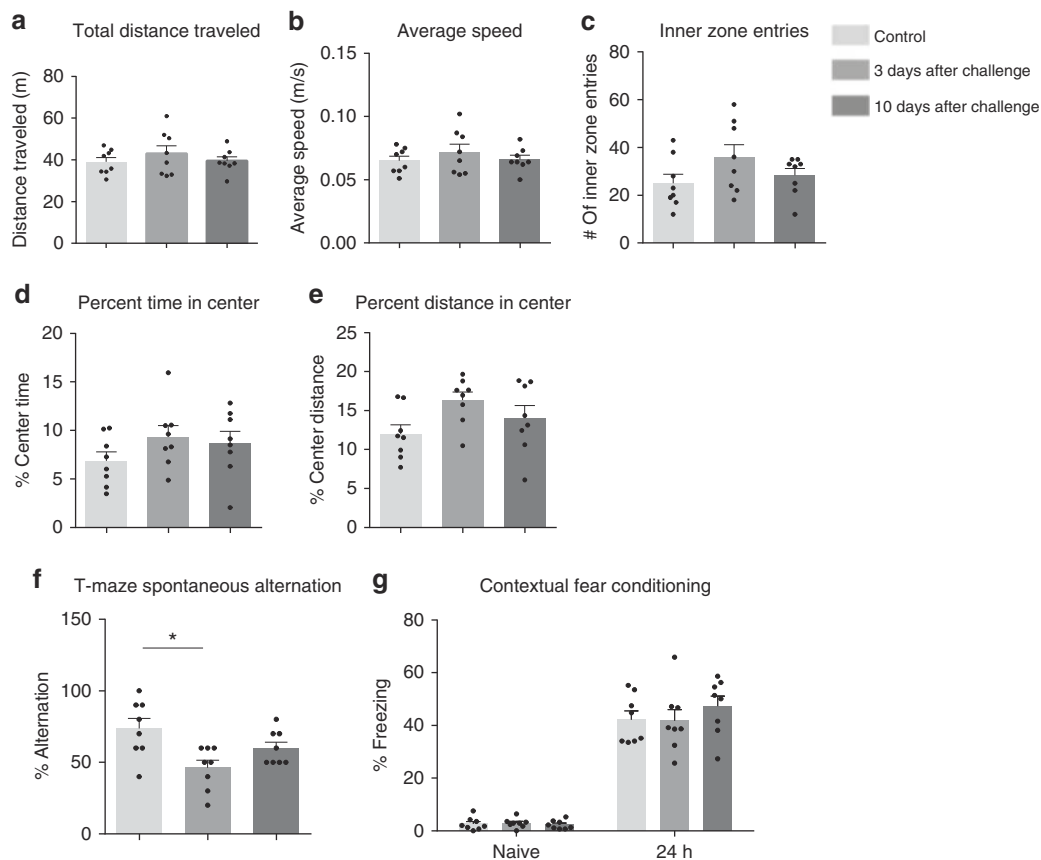 a
Total distance traveled
Distance traveled (m)
80
60
40
20
0
b
Average speed
Average speed (m/s)
0.15
0.10
0.05
0.00
c
Inner zone entries
# Of inner zone entries
80
60
40
20
0
Control
3 days after challenge
10 days after challenge
d
Percent time in center
% Center time
20
15
10
5
0
e
Percent distance in center
% Center distance
25
20
15
10
5
0
f
T-maze spontaneous alternation
% Alternation
150
100
50
0
*
g
Contextual fear conditioning
% Freezing
80
60
40
20
0
Naive
24 h